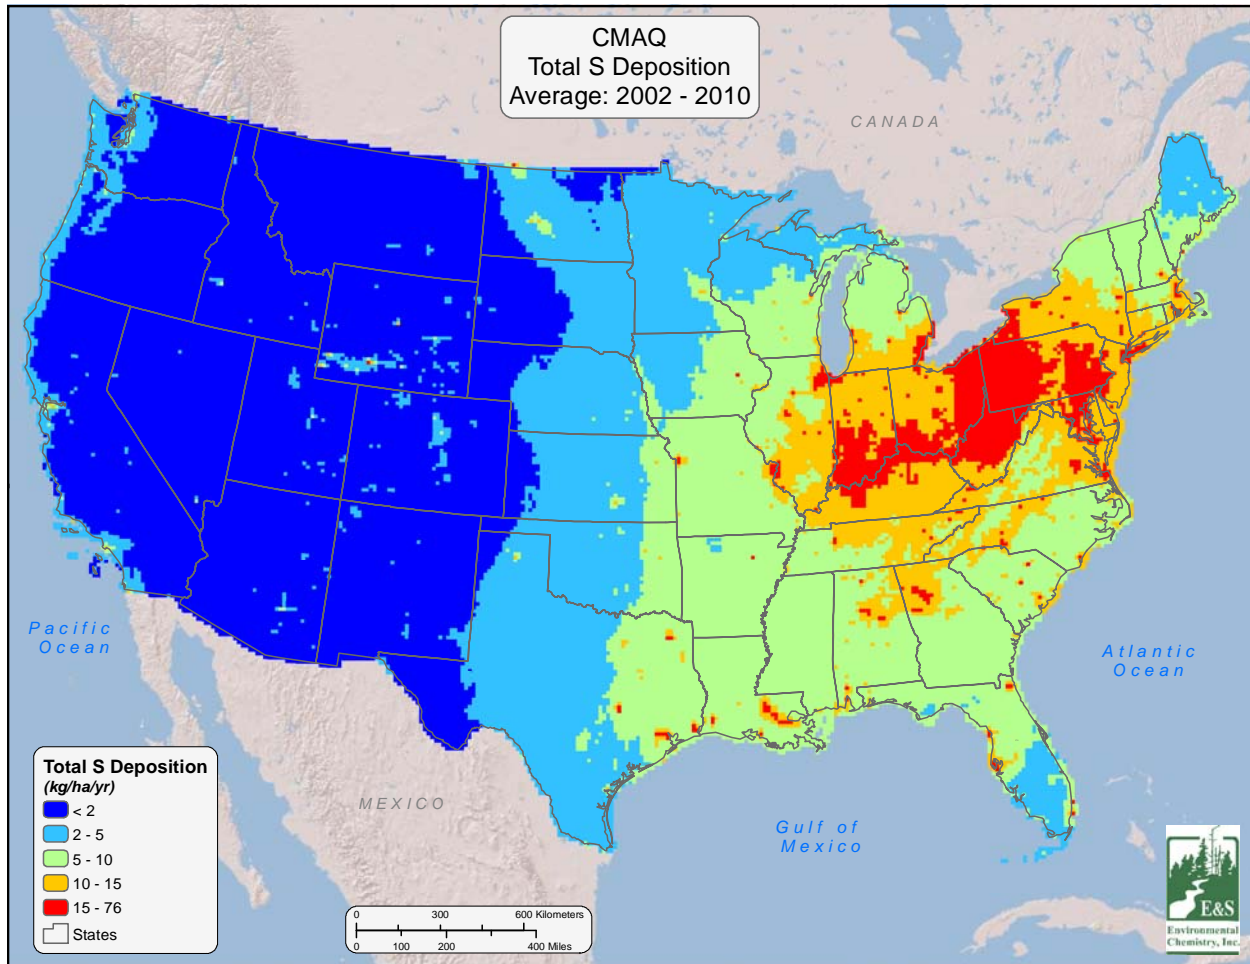 CMAQ
Total S Deposition
Average: 2002 - 2010
CANADA
Pacific
Ocean
Atlantic
Ocean
MEXICO
Gulf of
Mexico
Total S Deposition
(kg/ha/yr)
< 2
2 - 5
5 - 10
10 - 15
15 - 76
States
0 300 600 Kilometers
0 100 200 400 Miles
E&S
Environmental
Chemistry, Inc.